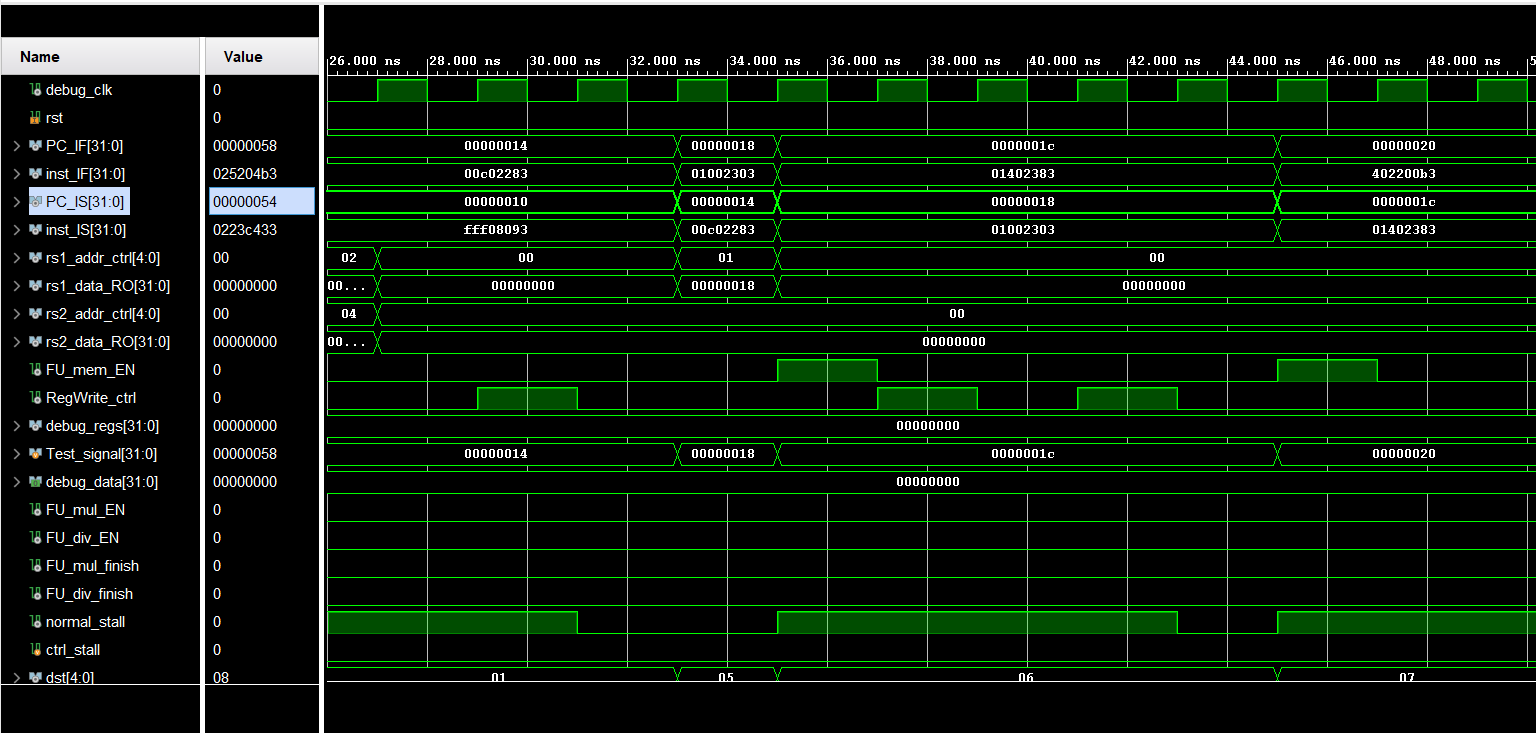 26.000 ns 28.000 ns 30.000 ns 32.000 ns 34.000 ns 36.000 ns 38.000 ns 40.000 ns 42.000 ns 44.000 ns 46.000 ns 48.000 ns 5
Name Value
debug_clk 0
rst 0
PC_IF[31:0] 00000058 00000014 00000018 0000001c 00000020
inst_IF[31:0] 025204b3 00c02283 01002303 01402383 402200b3
PC_IS[31:0] 00000054 00000010 00000014 00000018 0000001c
inst_IS[31:0] 0223c433 fff08093 00c02283 01002303 01402383
rs1_addr_ctrl[4:0] 00 02 00 01 00
rs1_data_RO[31:0] 00000000 00... 00000000 00000018 00000000
rs2_addr_ctrl[4:0] 00 04 00
rs2_data_RO[31:0] 00000000 00... 00000000
FU_mem_EN 0
RegWrite_ctrl 0
debug_regs[31:0] 00000000 00000000
Test_signal[31:0] 00000058 00000014 00000018 0000001c 00000020
debug_data[31:0] 00000000 00000000
FU_mul_EN 0
FU_div_EN 0
FU_mul_finish 0
FU_div_finish 0
normal_stall 0
ctrl_stall 0
dst[4:0] 08 01 05 06 07